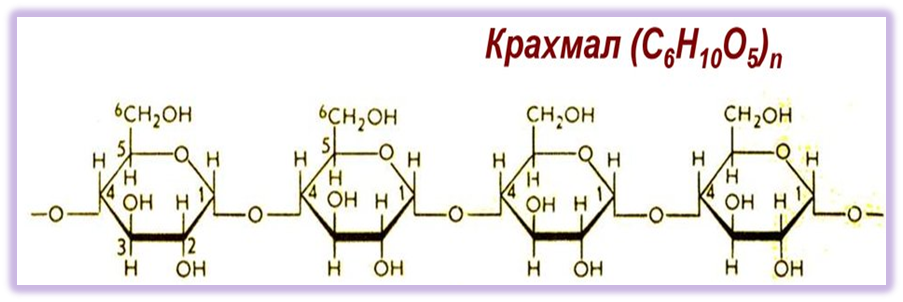 Крахмал (C₆H₁₀O₅)ₙ
⁶CH₂OH ⁶CH₂OH CH₂OH CH₂OH
H 5 O H H 5 O H H O H H O H
H H H H
4 OH H 1 4 OH H 1 4 OH H 1 4 OH H 1
O O O O O
3 2
H OH H OH H OH H OH